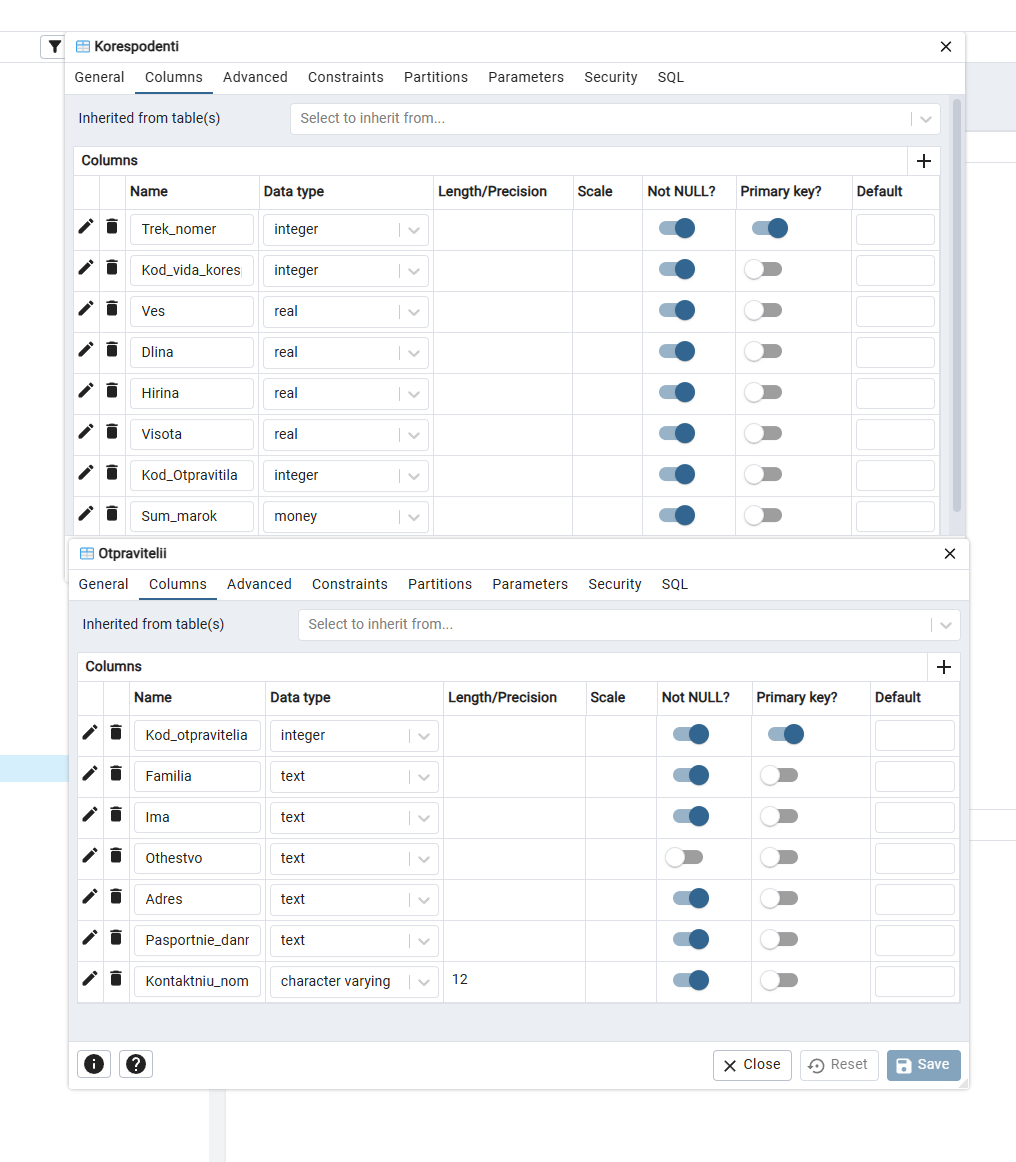 Korespodenti
General Columns Advanced Constraints Partitions Parameters Security SQL
Inherited from table(s) Select to inherit from...
Columns
Name Data type Length/Precision Scale Not NULL? Primary key? Default
Trek_nomer integer
Kod_vida_kores integer
Ves real
Dlina real
Hirina real
Visota real
Kod_Otpravitila integer
Sum_marok money
Otpravitelii
General Columns Advanced Constraints Partitions Parameters Security SQL
Inherited from table(s) Select to inherit from...
Columns
Name Data type Length/Precision Scale Not NULL? Primary key? Default
Kod_otpravitelia integer
Familia text
Ima text
Othestvo text
Adres text
Pasportnie_danr text
Kontaktniu_nom character varying 12
Close Reset Save